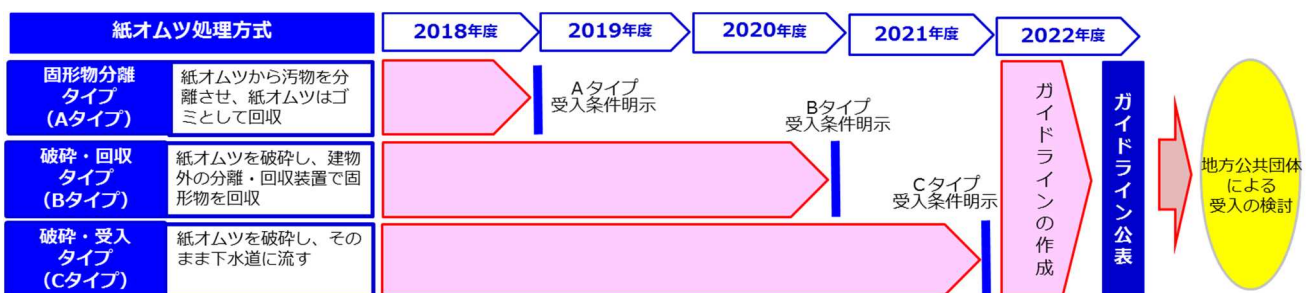 紙オムツ処理方式
2018年度
2019年度
2020年度
2021年度
2022年度
固形物分離
タイプ
(Aタイプ)
紙オムツから汚物を分
離させ、紙オムツはゴ
ミとして回収
Aタイプ
受入条件明示
破砕・回収
タイプ
(Bタイプ)
紙オムツを破砕し、建物
外の分離・回収装置で固
形物を回収
Bタイプ
受入条件明示
破砕・受入
タイプ
(Cタイプ)
紙オムツを破砕し、その
まま下水道に流す
Cタイプ
受入条件明示
ガイドラインの作成
ガイドライン公表
地方公共団体
による
受入の検討